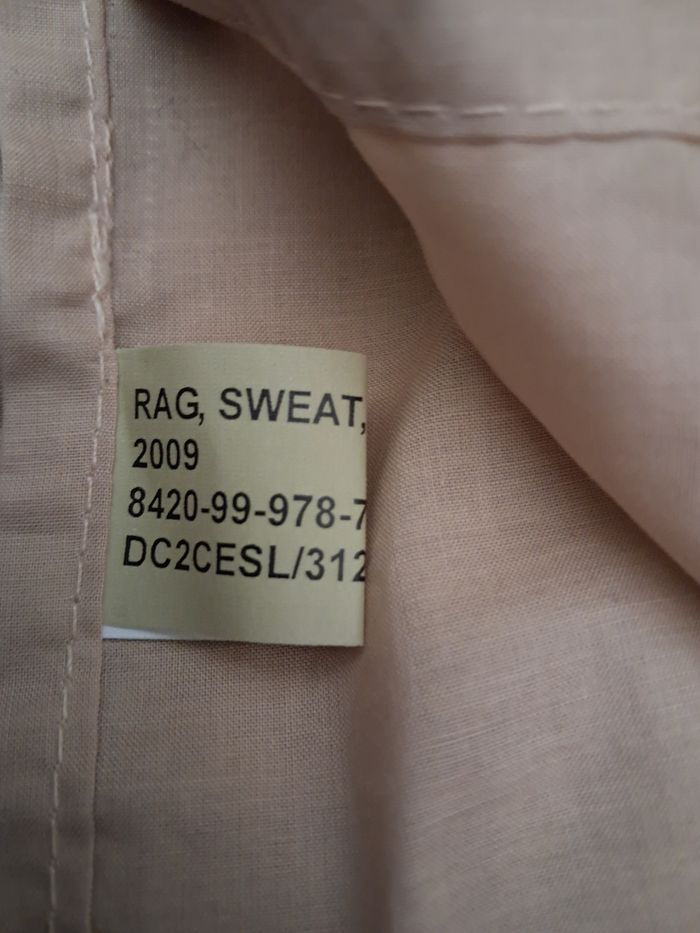 RAG, SWEAT,
2009
8420-99-978-7
DC2CESL/312